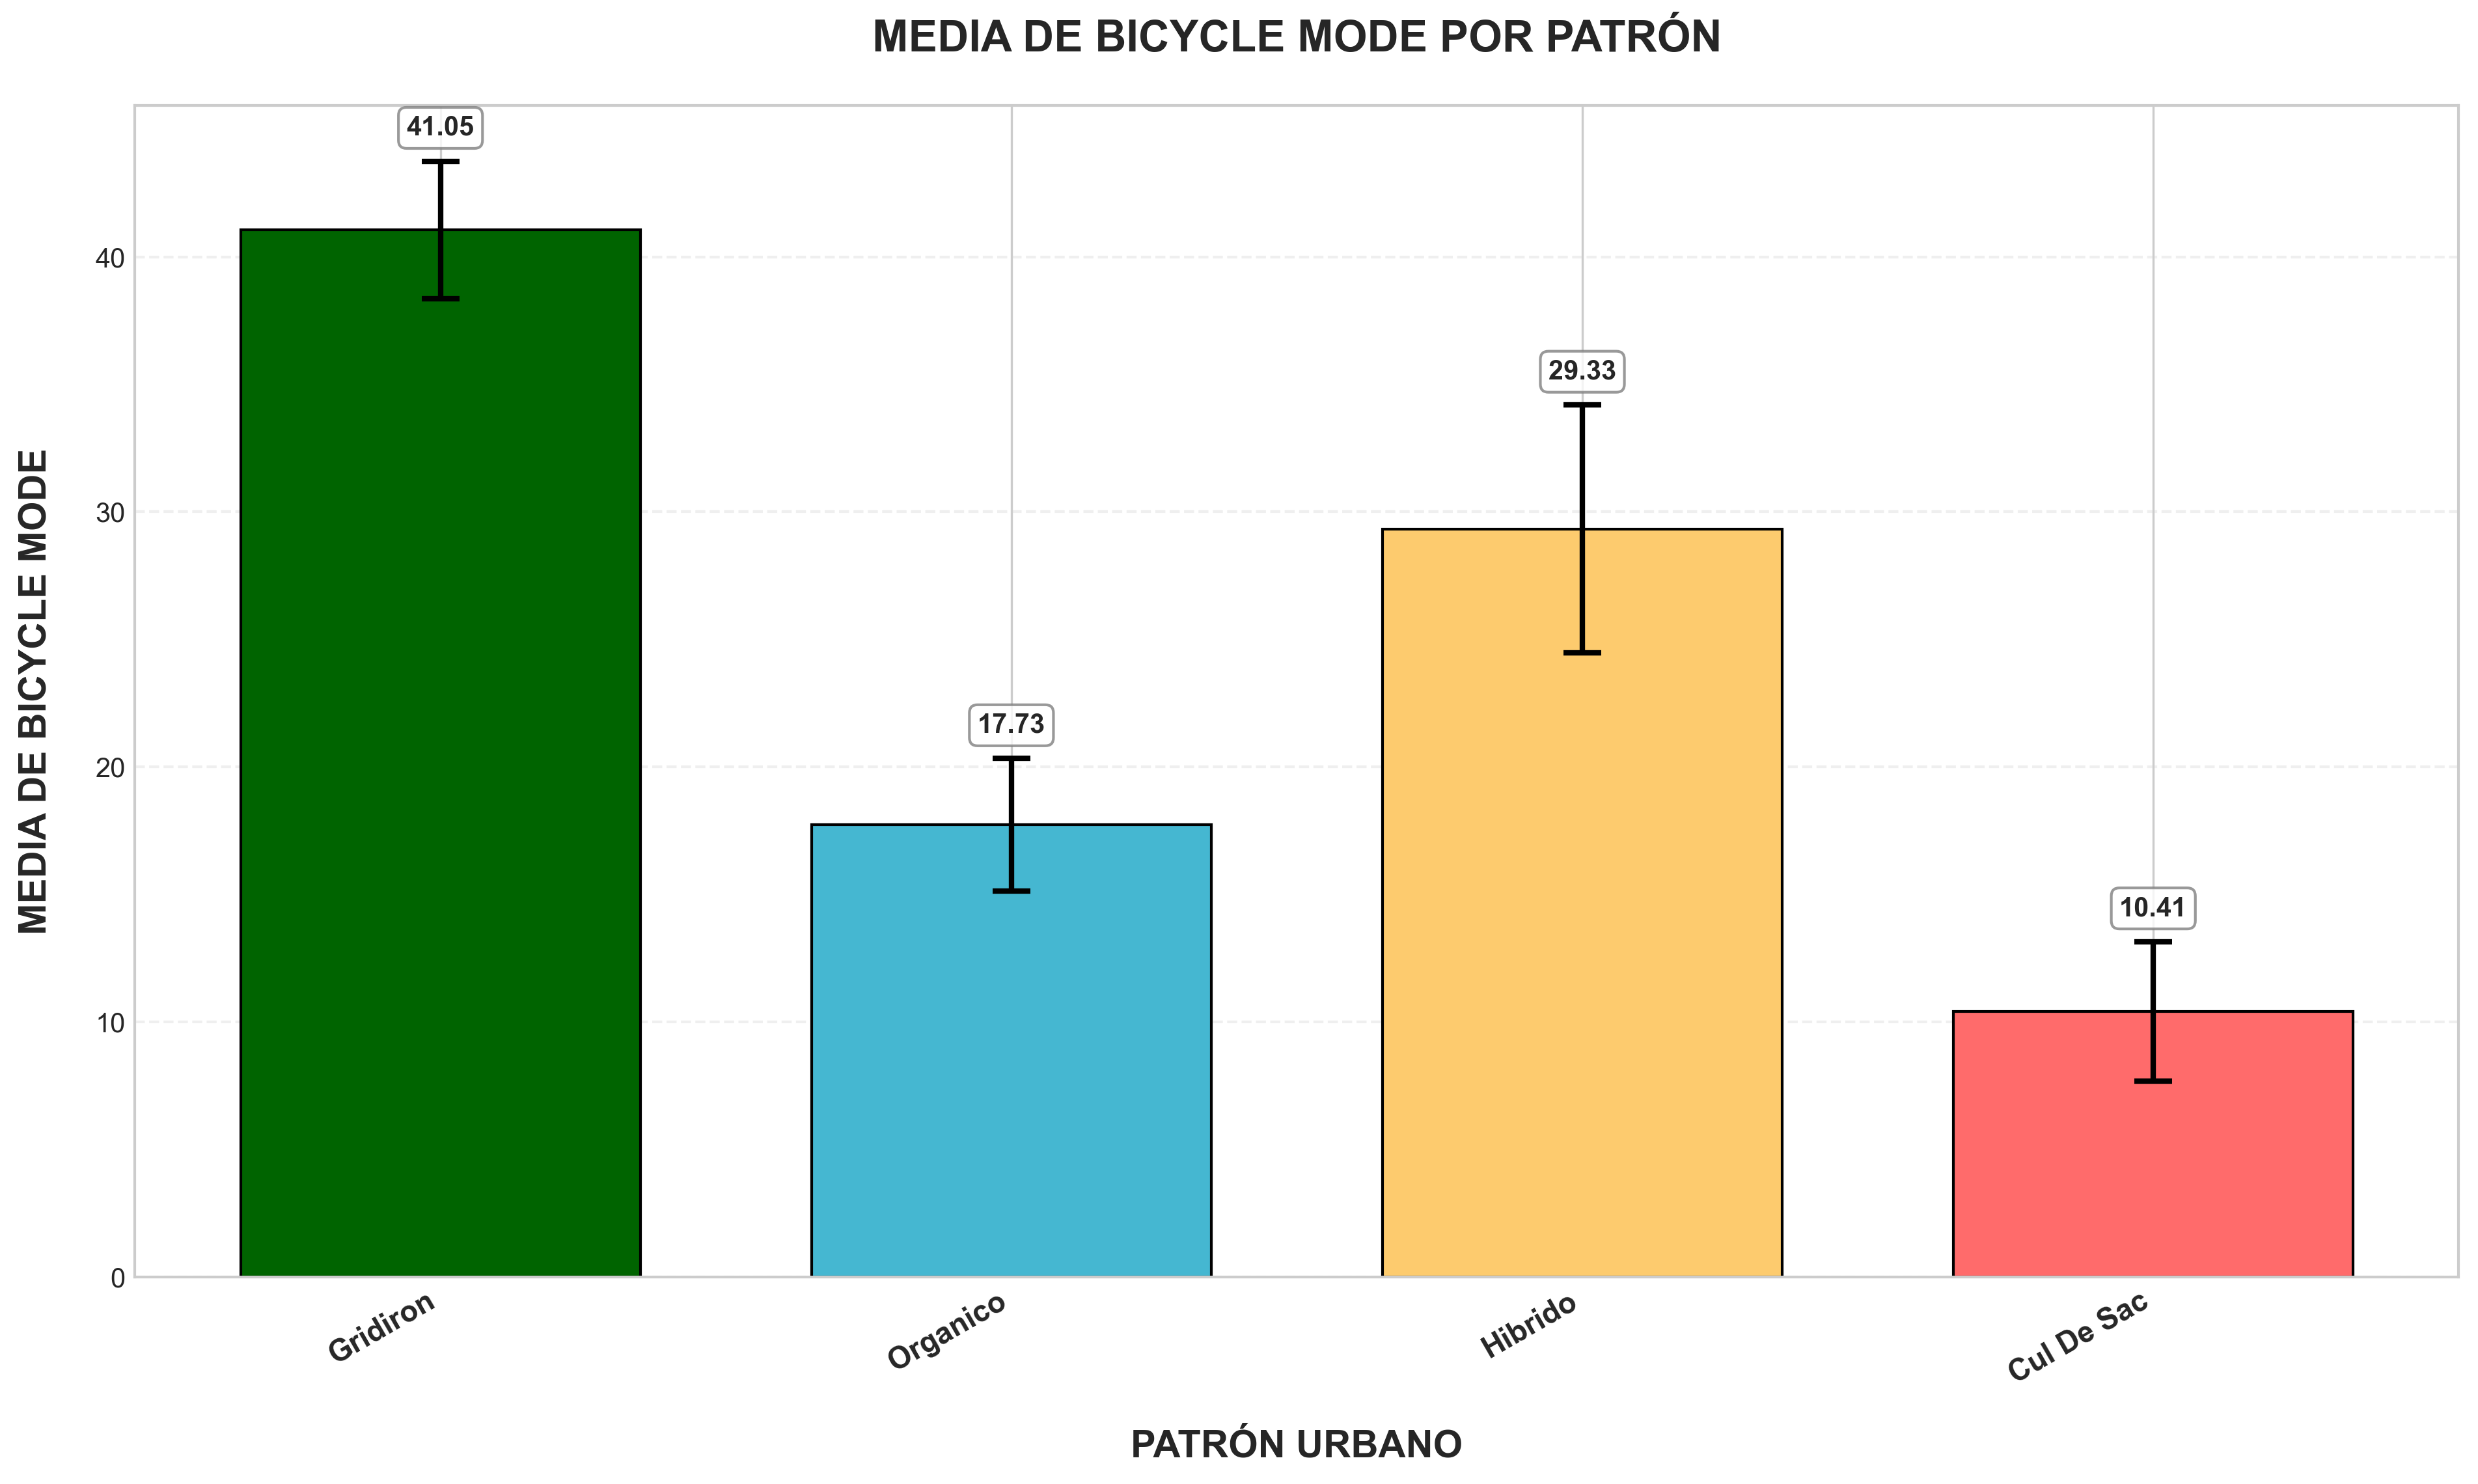 MEDIA DE BICYCLE MODE POR PATRÓN
41.05
29.33
17.73
10.41
MEDIA DE BICYCLE MODE
40
30
20
10
0
Gridiron
Organico
Hibrido
Cul De Sac
PATRÓN URBANO